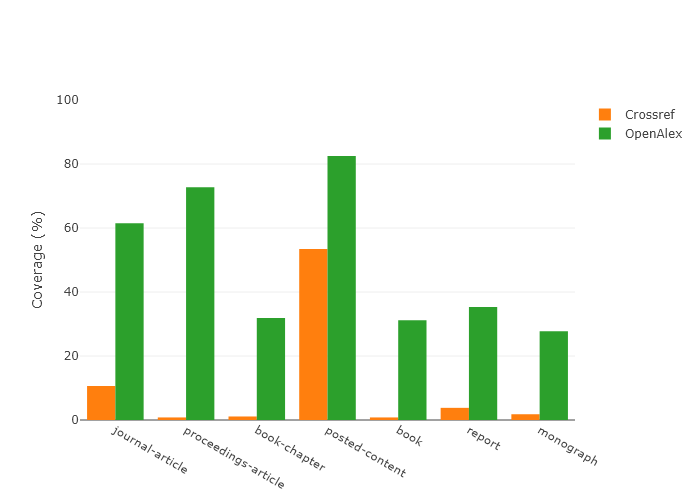 100
80
60
40
20
0
Coverage (%)
journal-article
proceedings-article
book-chapter
posted-content
book
report
monograph
Crossref
OpenAlex